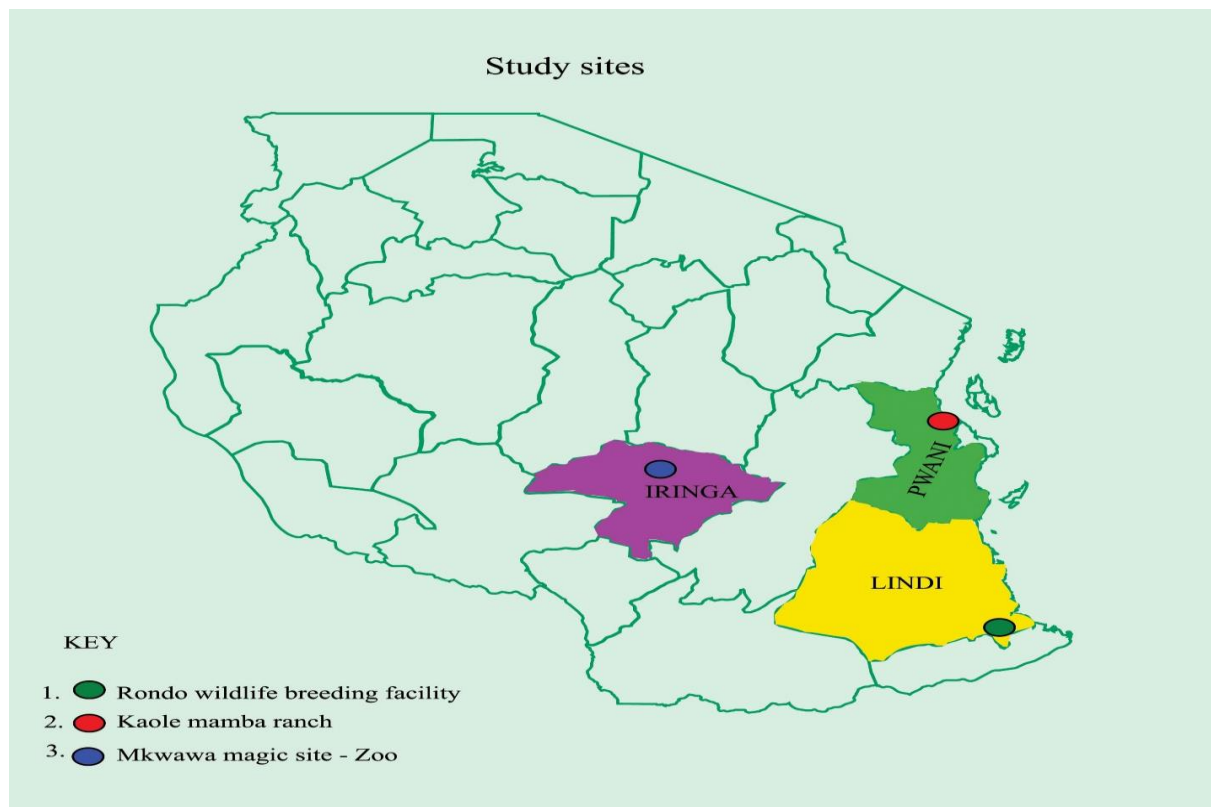 Study sites
PWANI
IRINGA
LINDI
KEY
1. Rondo wildlife breeding facility
2. Kaole mamba ranch
3. Mkwawa magic site - Zoo